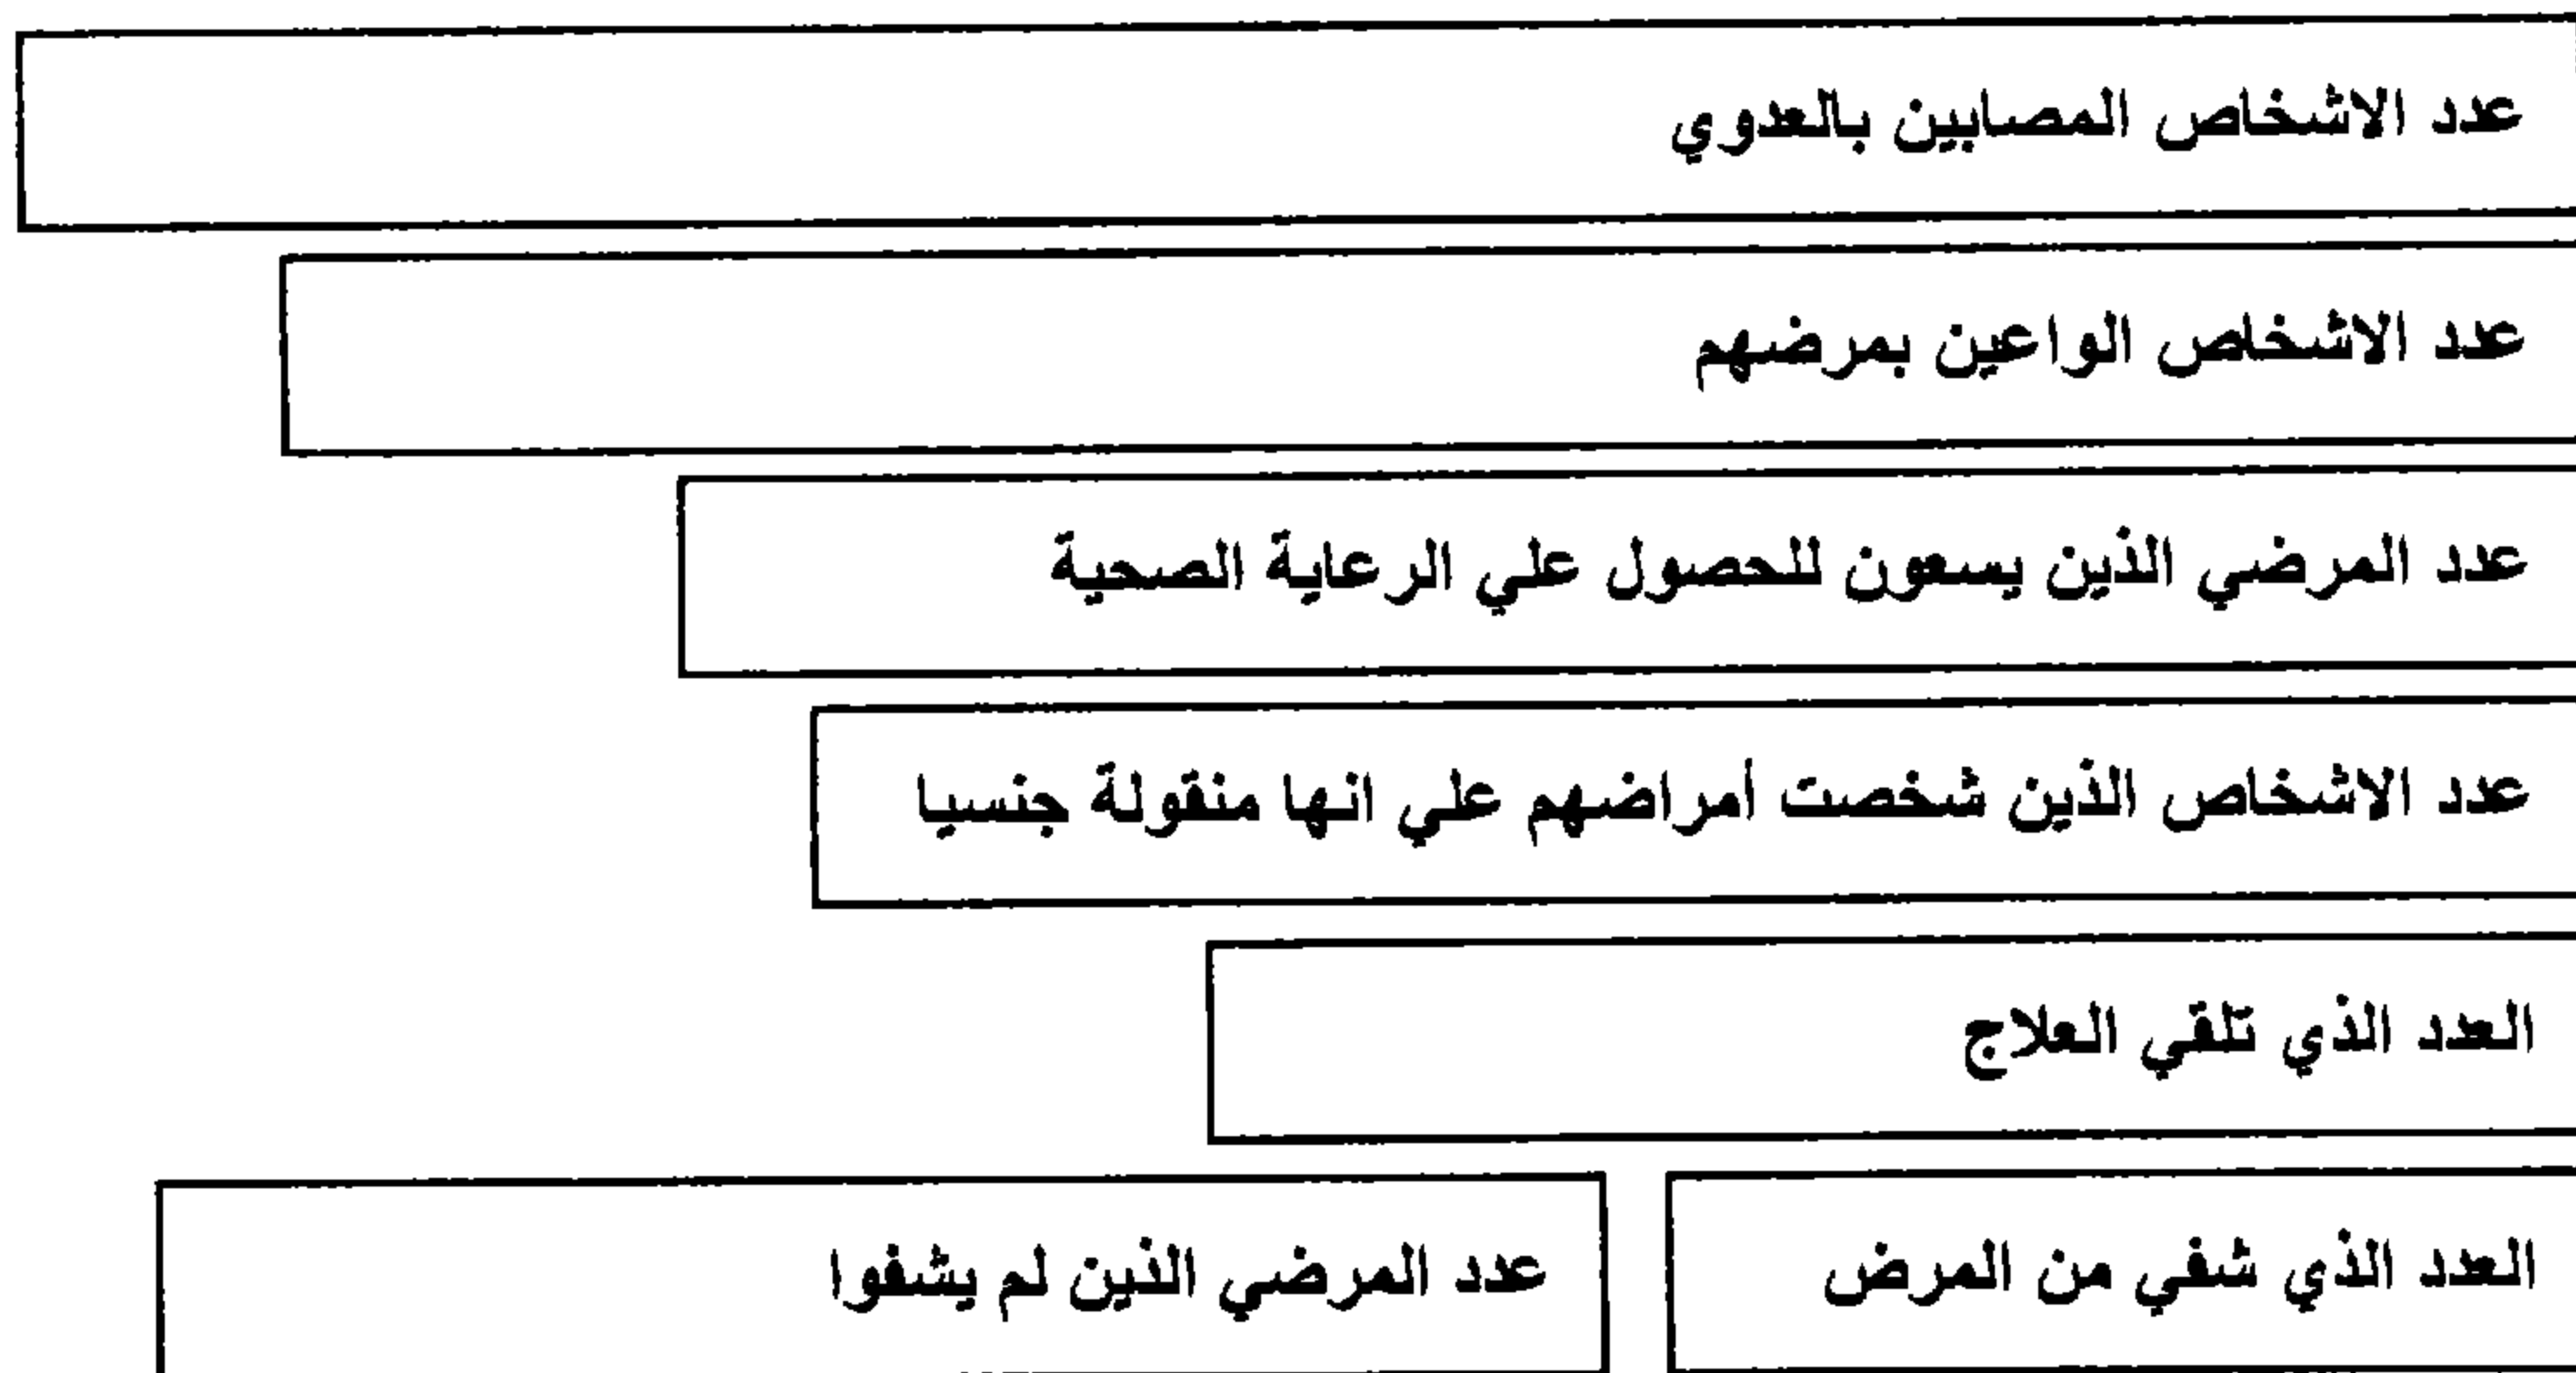 عدد الاشخاص المصابين بالعدوي
عدد الاشخاص الواعين بمرضهم
عدد المرضي الذين يسعون للحصول علي الرعاية الصحية
عدد الاشخاص الذين شخصت أمراضهم علي انها منقولة جنسيا
العدد الذي تلقي العلاج
العدد الذي شفي من المرض
عدد المرضي الذين لم يشفوا